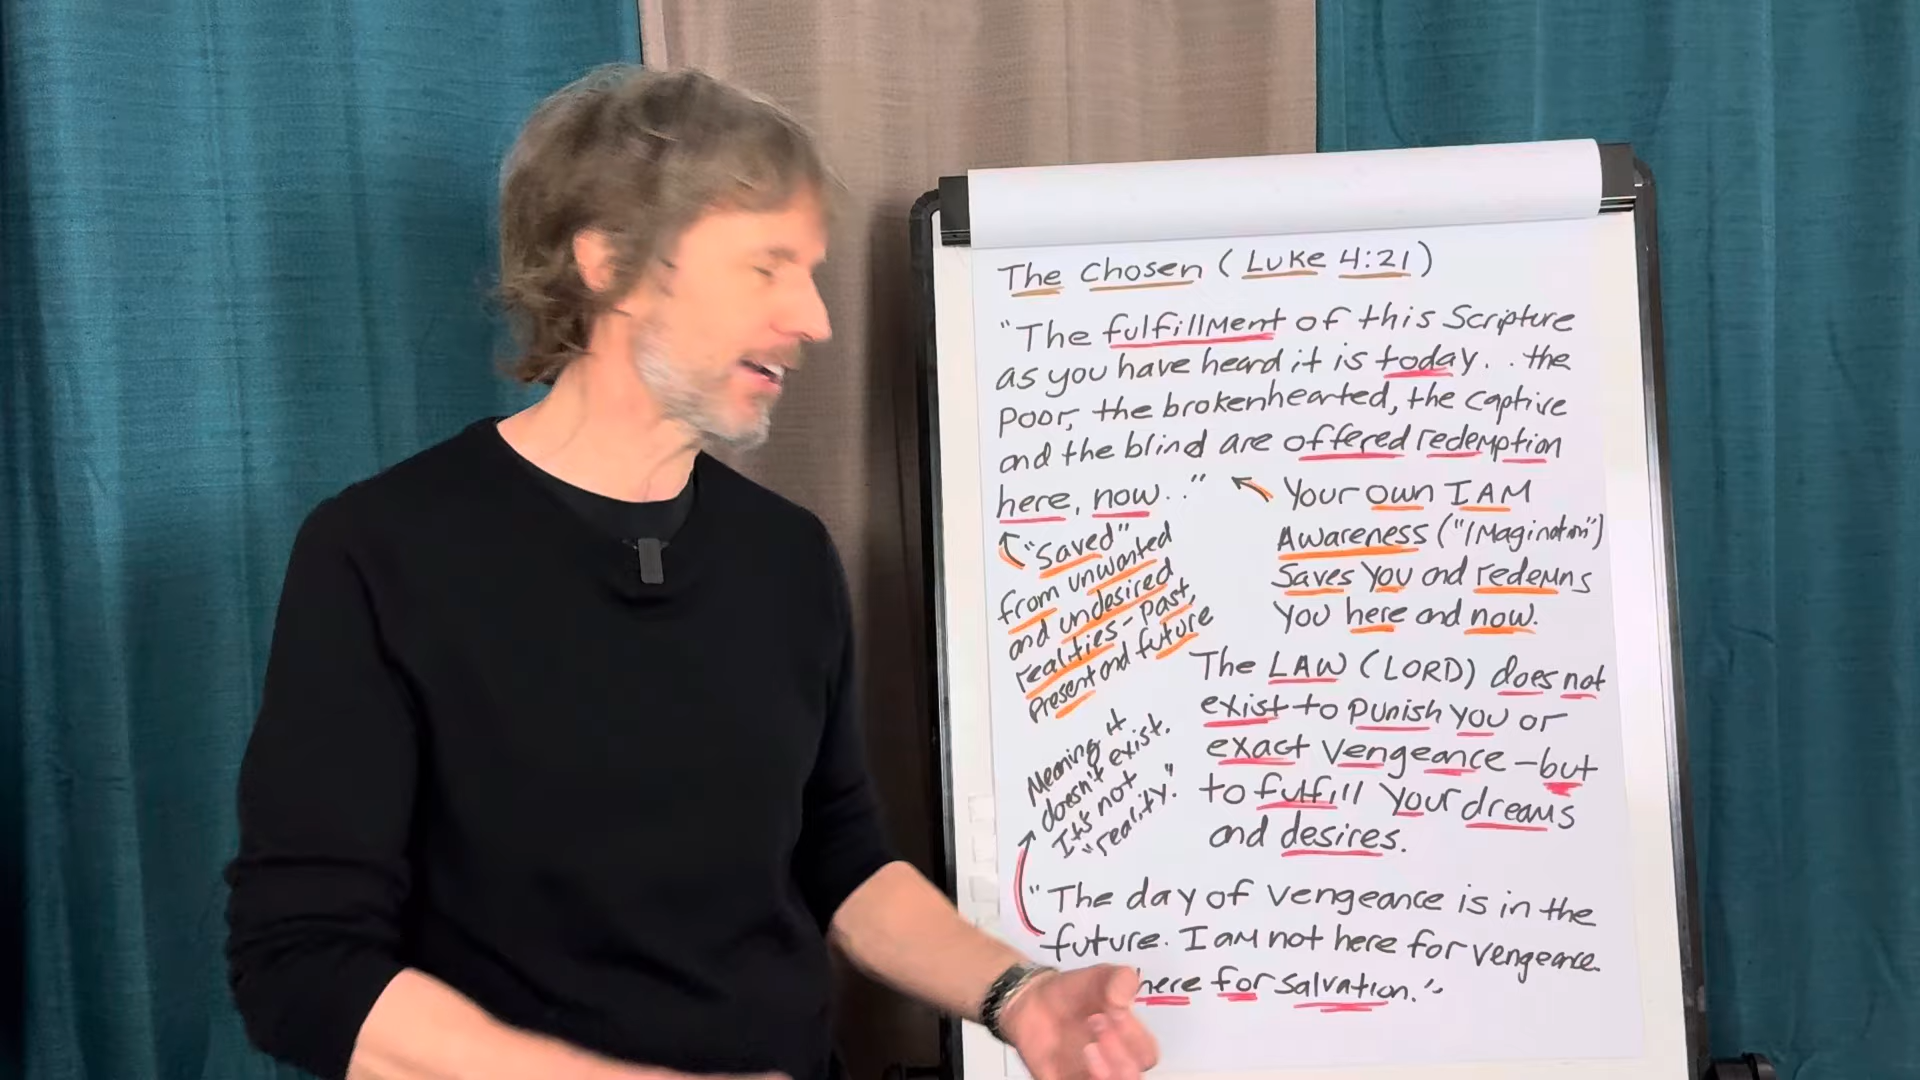 The Chosen (Luke 4:21)
"The fulfillment of this Scripture
as you have heard it is today. . the
poor, the brokenhearted, the captive
and the blind are offered redemption
here, now. ."
Your own I AM
Awareness ("IMagination")
Saves You and redeems
You here and now.
"Saved"
from unwanted
and undesired
realities - past,
present and future
The LAW (LORD) does not
exist to punish you or
exact vengeance - but
to fulfill your dreams
and desires.
Meaning it
doesn't exist.
It's not
"reality."
"The day of vengeance is in the
future. I am not here for vengeance.
here for salvation."